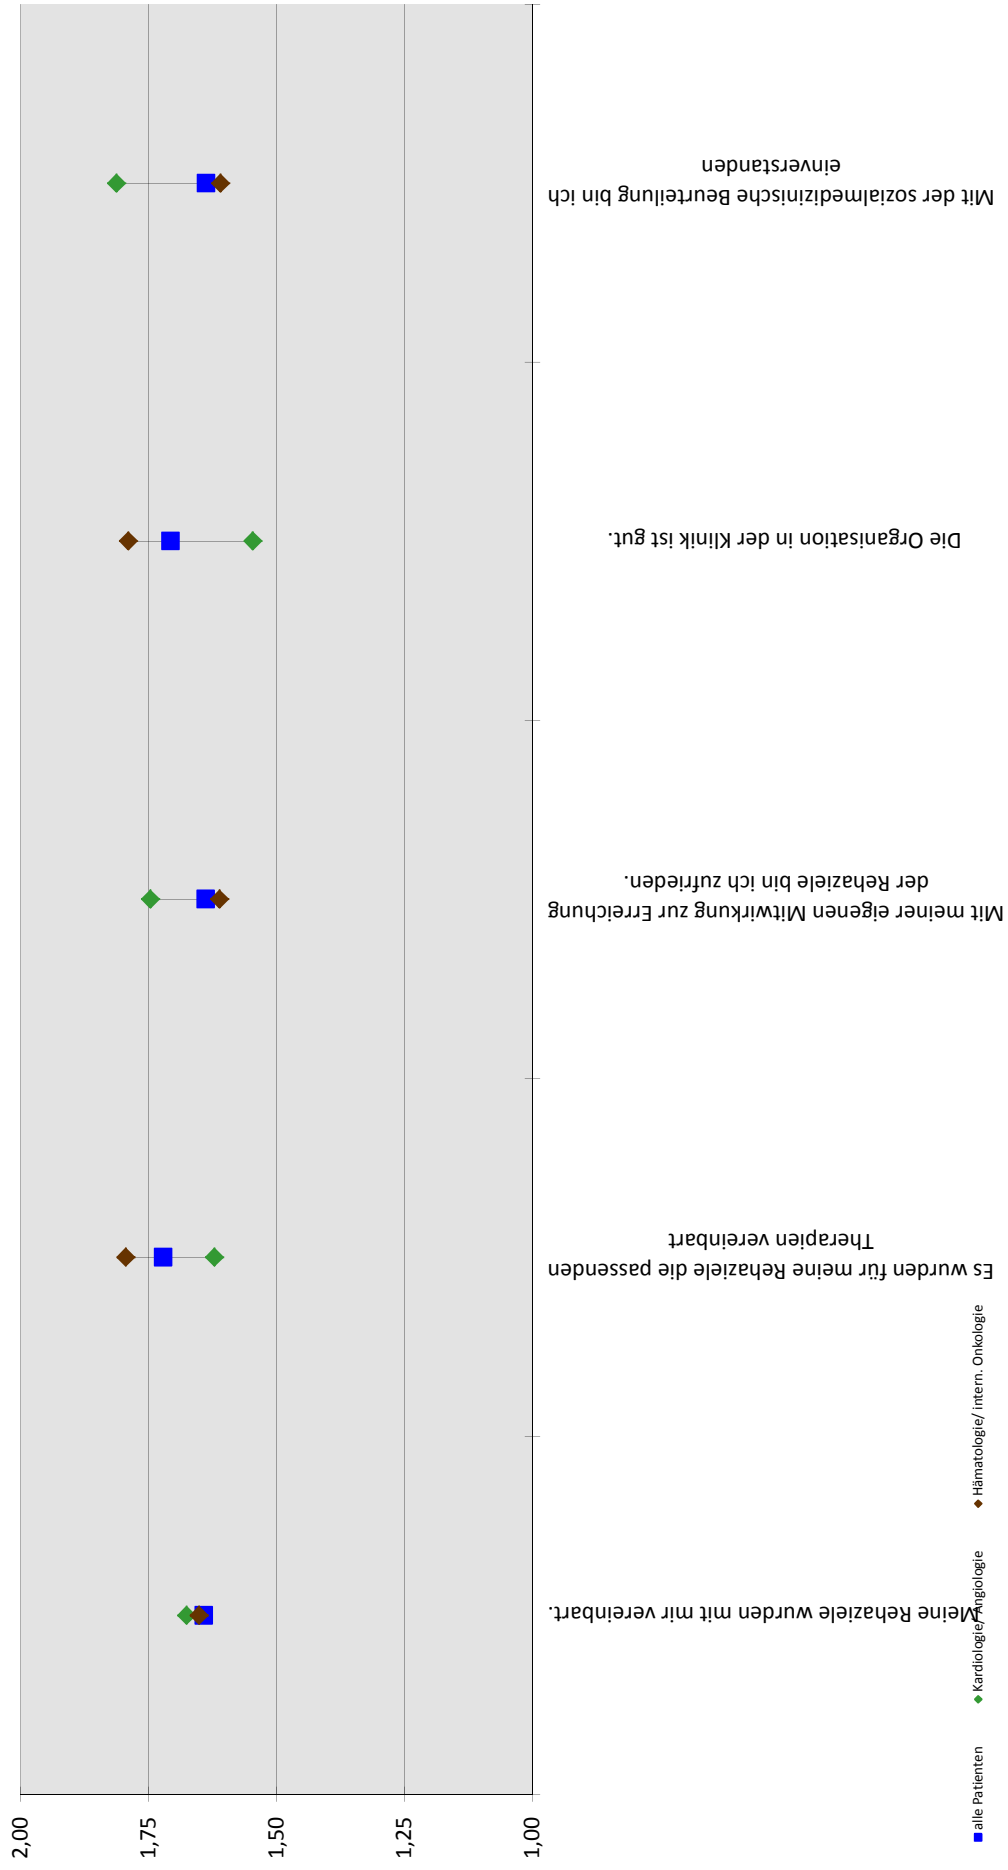 2,00
1,75
1,50
1,25
1,00
Meine Rehaziele wurden mit mir vereinbart.
Es wurden für meine Rehaziele die passenden
Therapien vereinbart
Mit meiner eigenen Mitwirkung zur Erreichung
der Rehaziele bin ich zufrieden.
Die Organisation in der Klinik ist gut.
Mit der sozialmedizinische Beurteilung bin ich
einverstanden
alle Patienten
Kardiologie/ Angiologie
Hämatologie/ intern. Onkologie